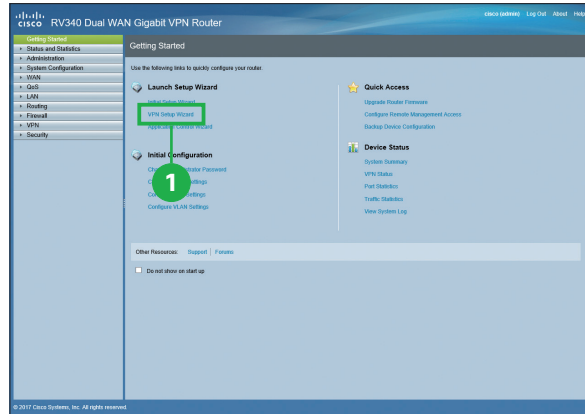 cisco RV340 Dual WAN Gigabit VPN Router
cisco (admin) Log Out About Help
Getting Started
Status and Statistics
Administration
System Configuration
WAN
QoS
LAN
Routing
Firewall
VPN
Security
Getting Started
Use the following links to quickly configure your router.
Launch Setup Wizard
Initial Setup Wizard
VPN Setup Wizard
Application Control Wizard
1
Initial Configuration
Configure VLAN Settings
Quick Access
Upgrade Router Firmware
Configure Remote Management Access
Backup Device Configuration
Device Status
System Summary
VPN Status
Port Statistics
Traffic Statistics
View System Log
Other Resources: Support | Forums
Do not show on start up
© 2017 Cisco Systems, Inc. All rights reserved.